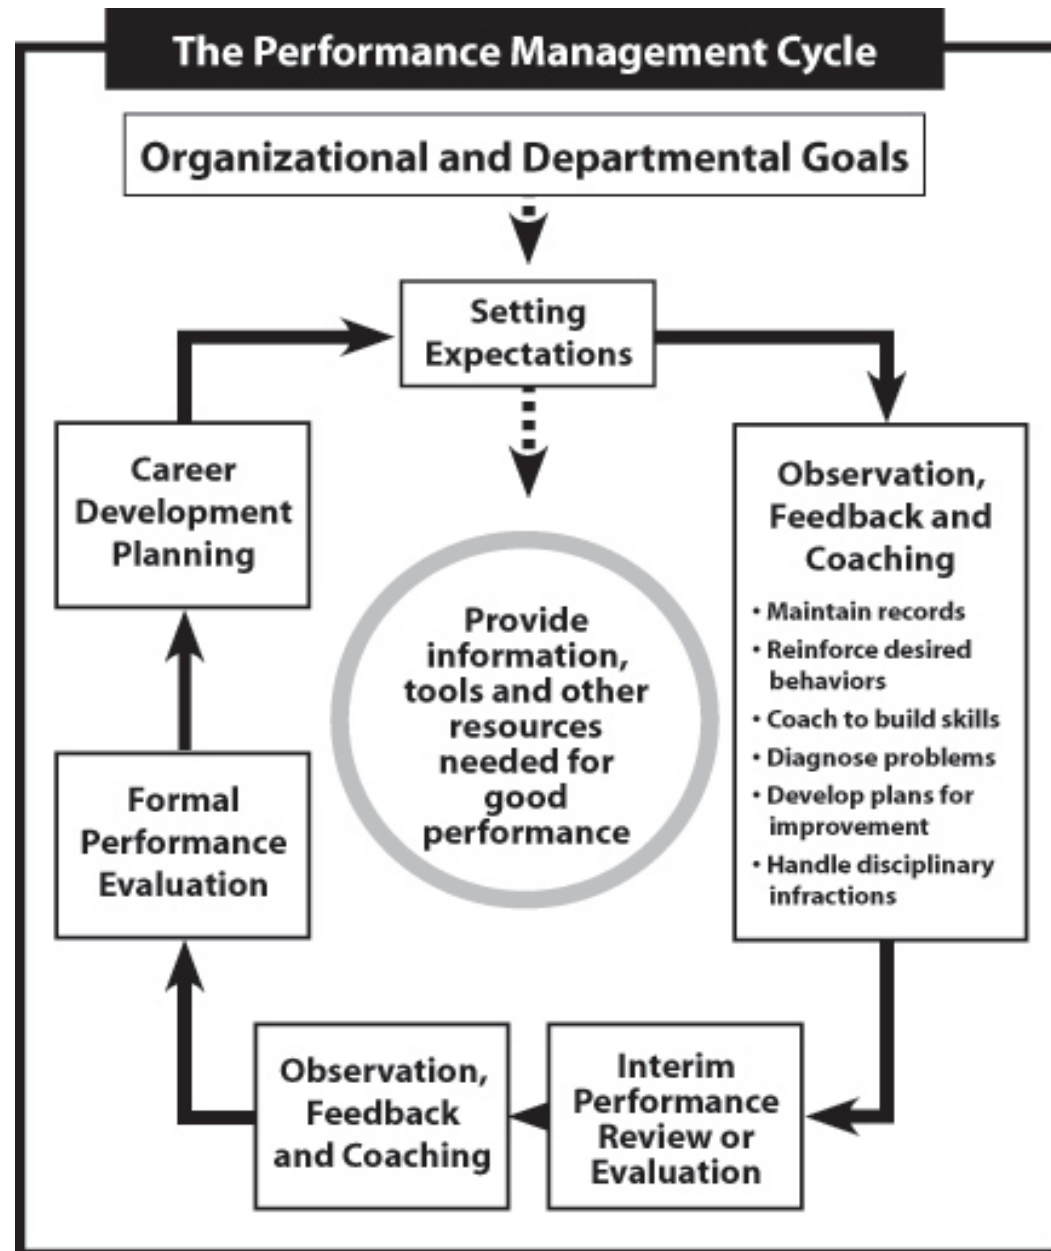 The Performance Management Cycle
Organizational and Departmental Goals
Setting
Expectations
Career
Development
Planning
Observation,
Feedback and
Coaching
• Maintain records
• Reinforce desired
behaviors
• Coach to build skills
• Diagnose problems
• Develop plans for
improvement
• Handle disciplinary
infractions
Provide
information,
tools and other
resources
needed for
good
performance
Formal
Performance
Evaluation
Observation,
Feedback
and Coaching
Interim
Performance
Review or
Evaluation